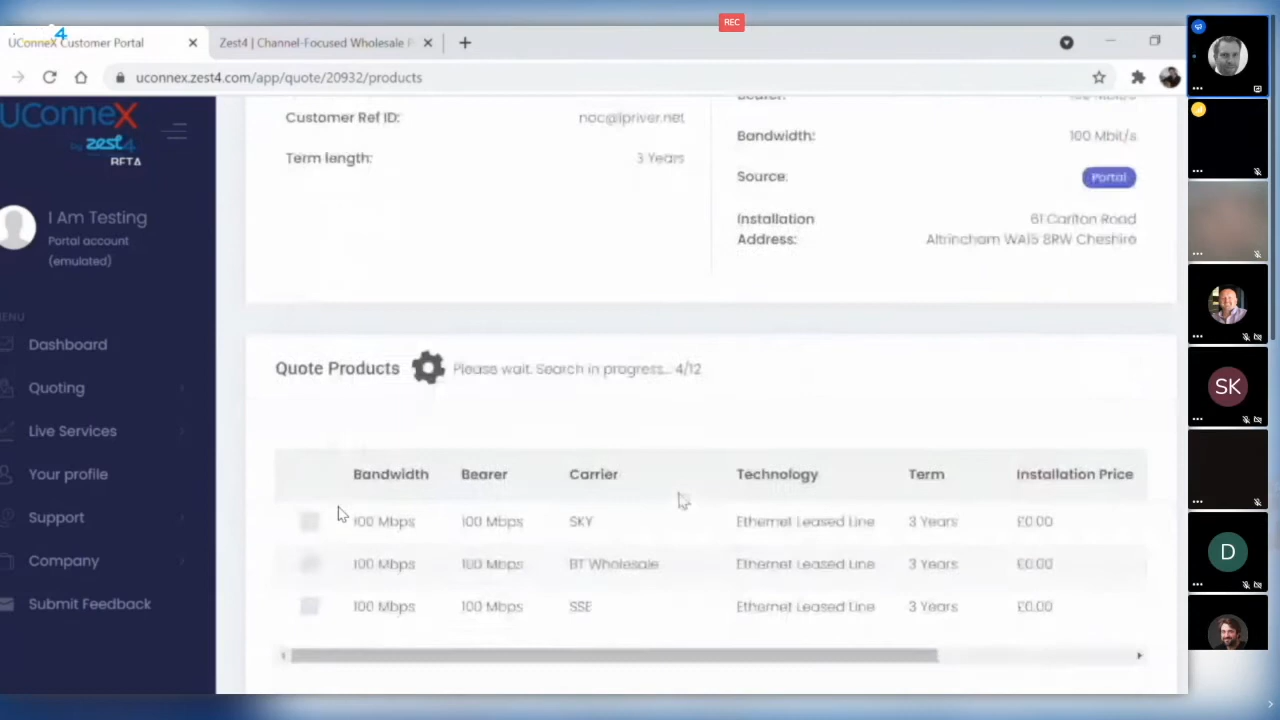 REC
4
UConneX Customer Portal
Zest4 | Channel-Focused Wholesale P
uconnex.zest4.com/app/quote/20932/products
UConneX
by zest4
BETA
I Am Testing
Portal account
(emulated)
MENU
Dashboard
Quoting
Live Services
Your profile
Support
Company
Submit Feedback
Customer Ref ID: noc@ipriver.net
Term length: 3 Years
Bearer: 100 Mbit/s
Bandwidth: 100 Mbit/s
Source: Portal
Installation Address: 61 Carlton Road
Altrincham WA15 8RW Cheshire
Quote Products Please wait. Search in progress... 4/12
Bandwidth Bearer Carrier Technology Term Installation Price
100 Mbps 100 Mbps SKY Ethernet Leased Line 3 Years £0.00
100 Mbps 100 Mbps BT Wholesale Ethernet Leased Line 3 Years £0.00
100 Mbps 100 Mbps SSE Ethernet Leased Line 3 Years £0.00
SK
D